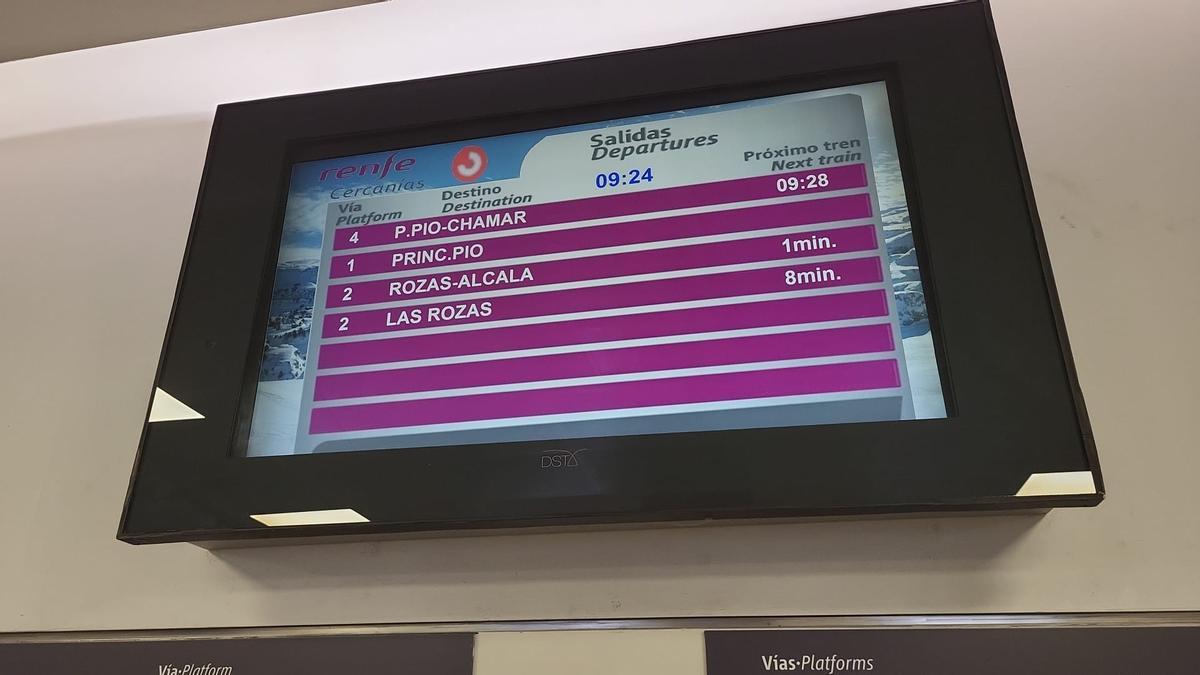 renfe
Cercanías
Salidas
Departures
09:24
Vía
Platform
Destino
Destination
Próximo tren
Next train
4 P.PIO-CHAMAR 09:28
1 PRINC.PIO
2 ROZAS-ALCALA 1min.
2 LAS ROZAS 8min.
DSTA
Vía·Platform
Vías·Platforms